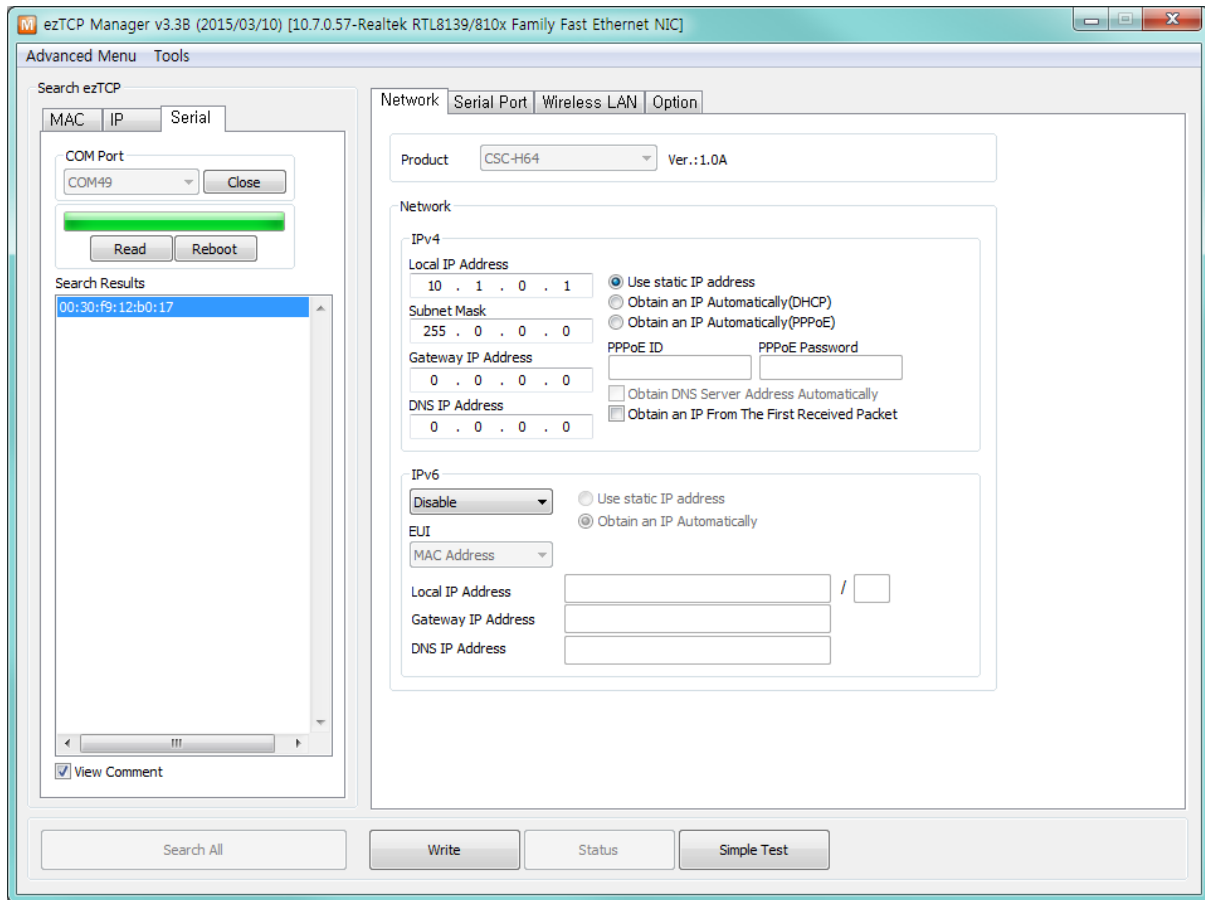 M ezTCP Manager v3.3B (2015/03/10) [10.7.0.57-Realtek RTL8139/810x Family Fast Ethernet NIC]
Advanced Menu Tools
Search ezTCP
MAC IP Serial
COM Port
COM49 Close
Read Reboot
Search Results
00:30:f9:12:b0:17
View Comment
Network Serial Port Wireless LAN Option
Product CSC-H64 Ver.:1.0A
Network
IPv4
Local IP Address
10 . 1 . 0 . 1
Subnet Mask
255 . 0 . 0 . 0
Gateway IP Address
0 . 0 . 0 . 0
DNS IP Address
0 . 0 . 0 . 0
Use static IP address
Obtain an IP Automatically(DHCP)
Obtain an IP Automatically(PPPoE)
PPPoE ID PPPoE Password
Obtain DNS Server Address Automatically
Obtain an IP From The First Received Packet
IPv6
Disable
Use static IP address
Obtain an IP Automatically
EUI
MAC Address
Local IP Address /
Gateway IP Address
DNS IP Address
Search All Write Status Simple Test